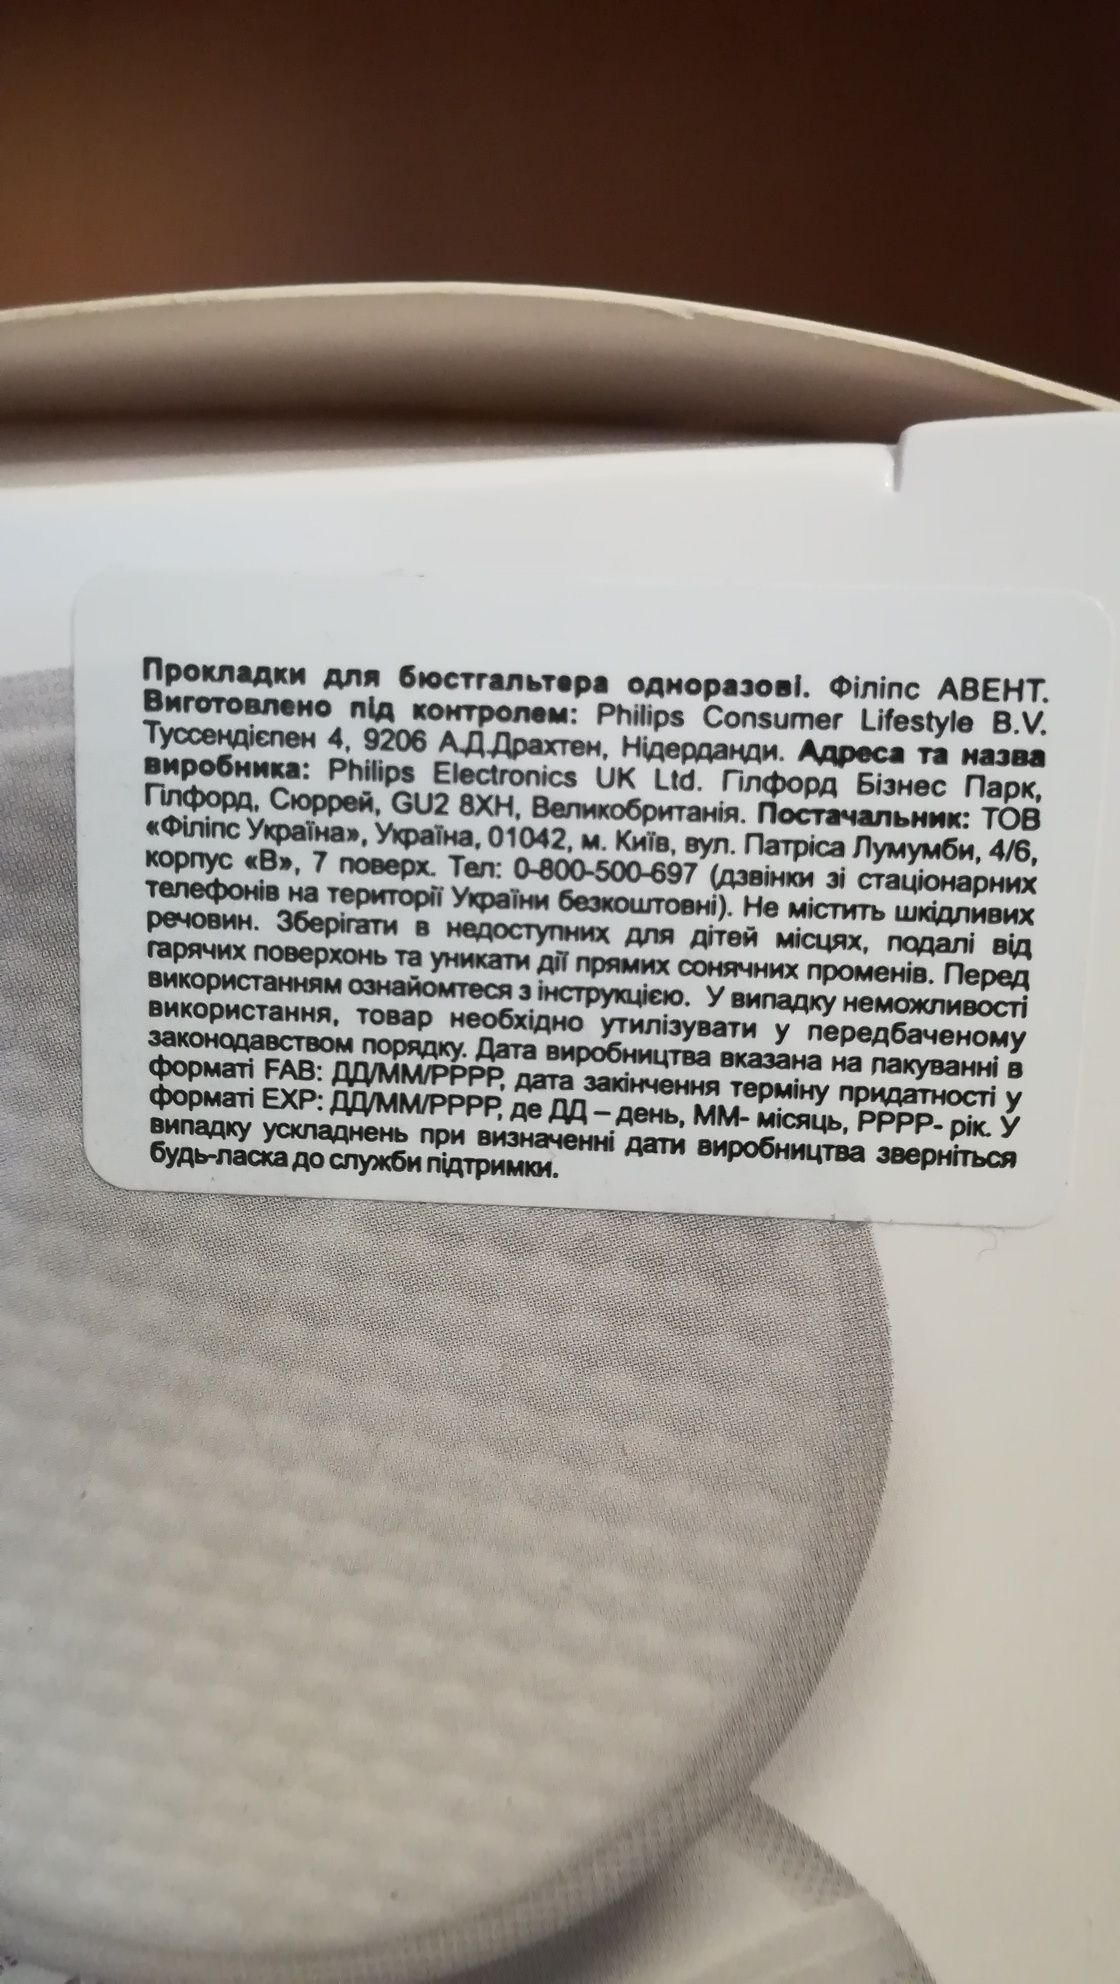 Прокладки для бюстгальтера одноразові. Філіпс АВЕНТ.
Виготовлено під контролем: Philips Consumer Lifestyle B.V.
Туссендієпен 4, 9206 А.Д.Драхтен, Нідерданди. Адреса та назва
виробника: Philips Electronics UK Ltd. Гілфорд Бізнес Парк,
Гілфорд, Сюррей, GU2 8XH, Великобританія. Постачальник: ТОВ
«Філіпс Україна», Україна, 01042, м. Київ, вул. Патріса Лумумби, 4/6,
корпус «В», 7 поверх. Тел: 0-800-500-697 (дзвінки зі стаціонарних
телефонів на території України безкоштовні). Не містить шкідливих
речовин. Зберігати в недоступних для дітей місцях, подалі від
гарячих поверхонь та уникати дії прямих сонячних променів. Перед
використанням ознайомтеся з інструкцією. У випадку неможливості
використання, товар необхідно утилізувати у передбаченому
законодавством порядку. Дата виробництва вказана на пакуванні в
форматі FAB: ДД/ММ/РРРР, дата закінчення терміну придатності у
форматі EXP: ДД/ММ/РРРР, де ДД – день, ММ- місяць, РРРР- рік. У
випадку ускладнень при визначенні дати виробництва зверніться
будь-ласка до служби підтримки.